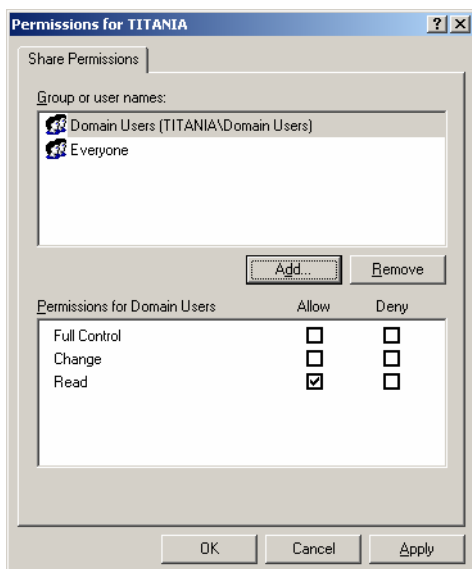 Permissions for TITANIA
Share Permissions
Group or user names:
Domain Users (TITANIA\Domain Users)
Everyone
Add... Remove
Permissions for Domain Users Allow Deny
Full Control
Change
Read
OK Cancel Apply